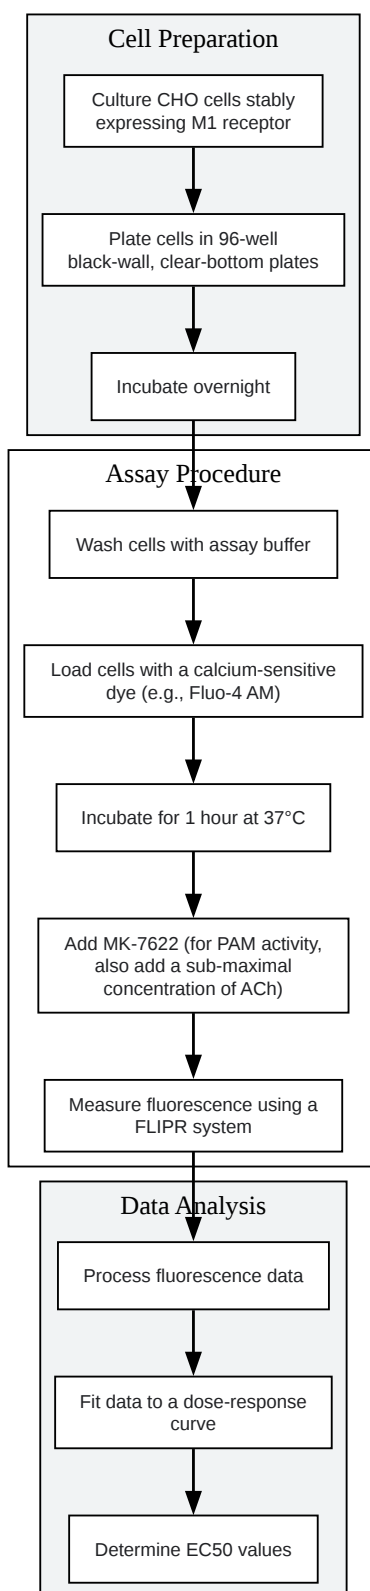 Cell Preparation
Culture CHO cells stably
expressing M1 receptor
Plate cells in 96-well
black-wall, clear-bottom plates
Incubate overnight
Assay Procedure
Wash cells with assay buffer
Load cells with a calcium-sensitive
dye (e.g., Fluo-4 AM)
Incubate for 1 hour at 37°C
Add MK-7622 (for PAM activity,
also add a sub-maximal
concentration of ACh)
Measure fluorescence using a
FLIPR system
Data Analysis
Process fluorescence data
Fit data to a dose-response
curve
Determine EC50 values